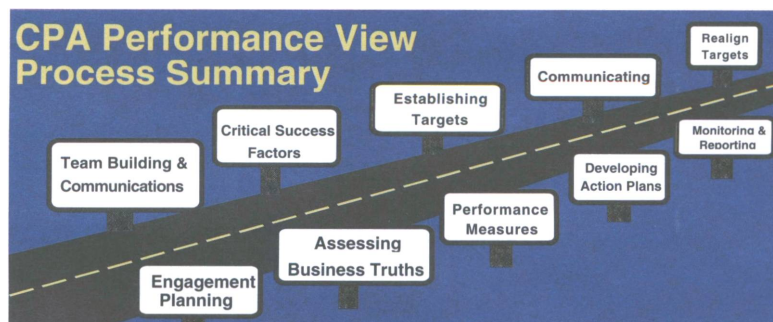 CPA Performance View
Process Summary
Realign
Targets
Communicating
Establishing
Targets
Critical Success
Factors
Team Building &
Communications
Monitoring &
Reporting
Developing
Action Plans
Performance
Measures
Assessing
Business Truths
Engagement
Planning